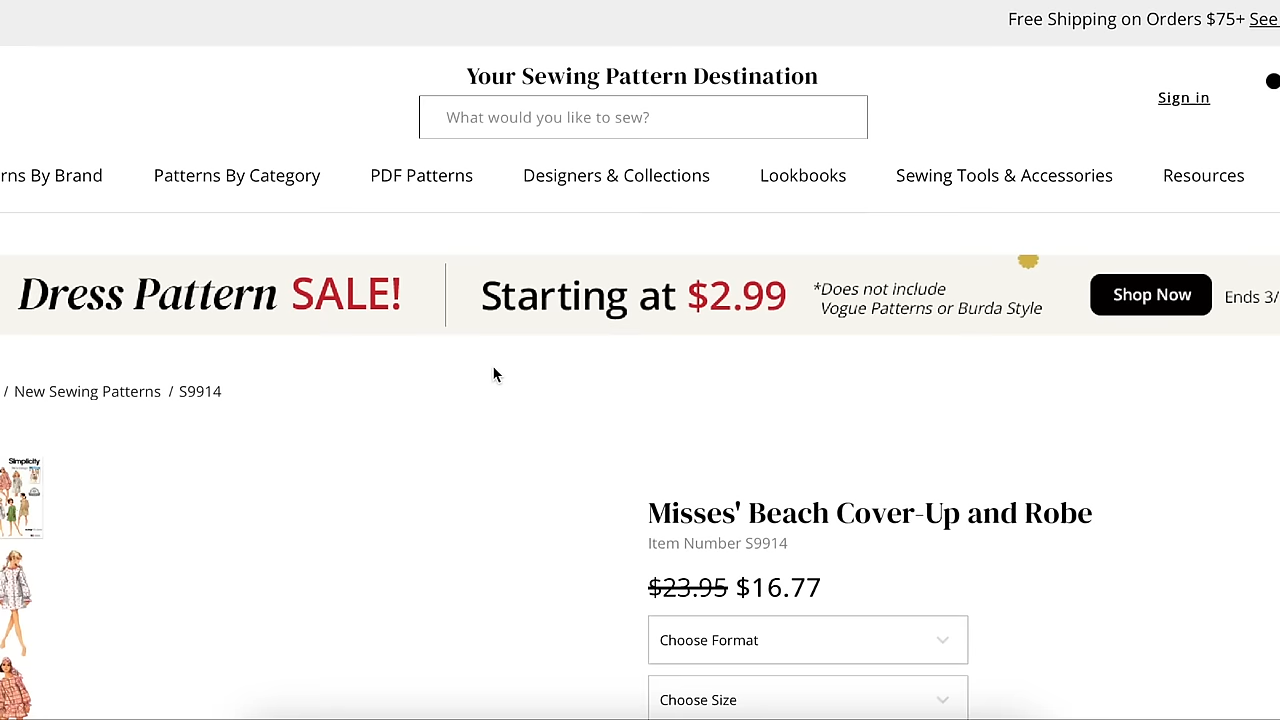 Free Shipping on Orders $75+ See
Your Sewing Pattern Destination
What would you like to sew?
Sign in
rns By Brand Patterns By Category PDF Patterns Designers & Collections Lookbooks Sewing Tools & Accessories Resources
Dress Pattern SALE! Starting at $2.99 *Does not include Vogue Patterns or Burda Style Shop Now Ends 3/
/ New Sewing Patterns / S9914
Simplicity
Misses' Beach Cover-Up and Robe
Item Number S9914
$23.95 $16.77
Choose Format
Choose Size